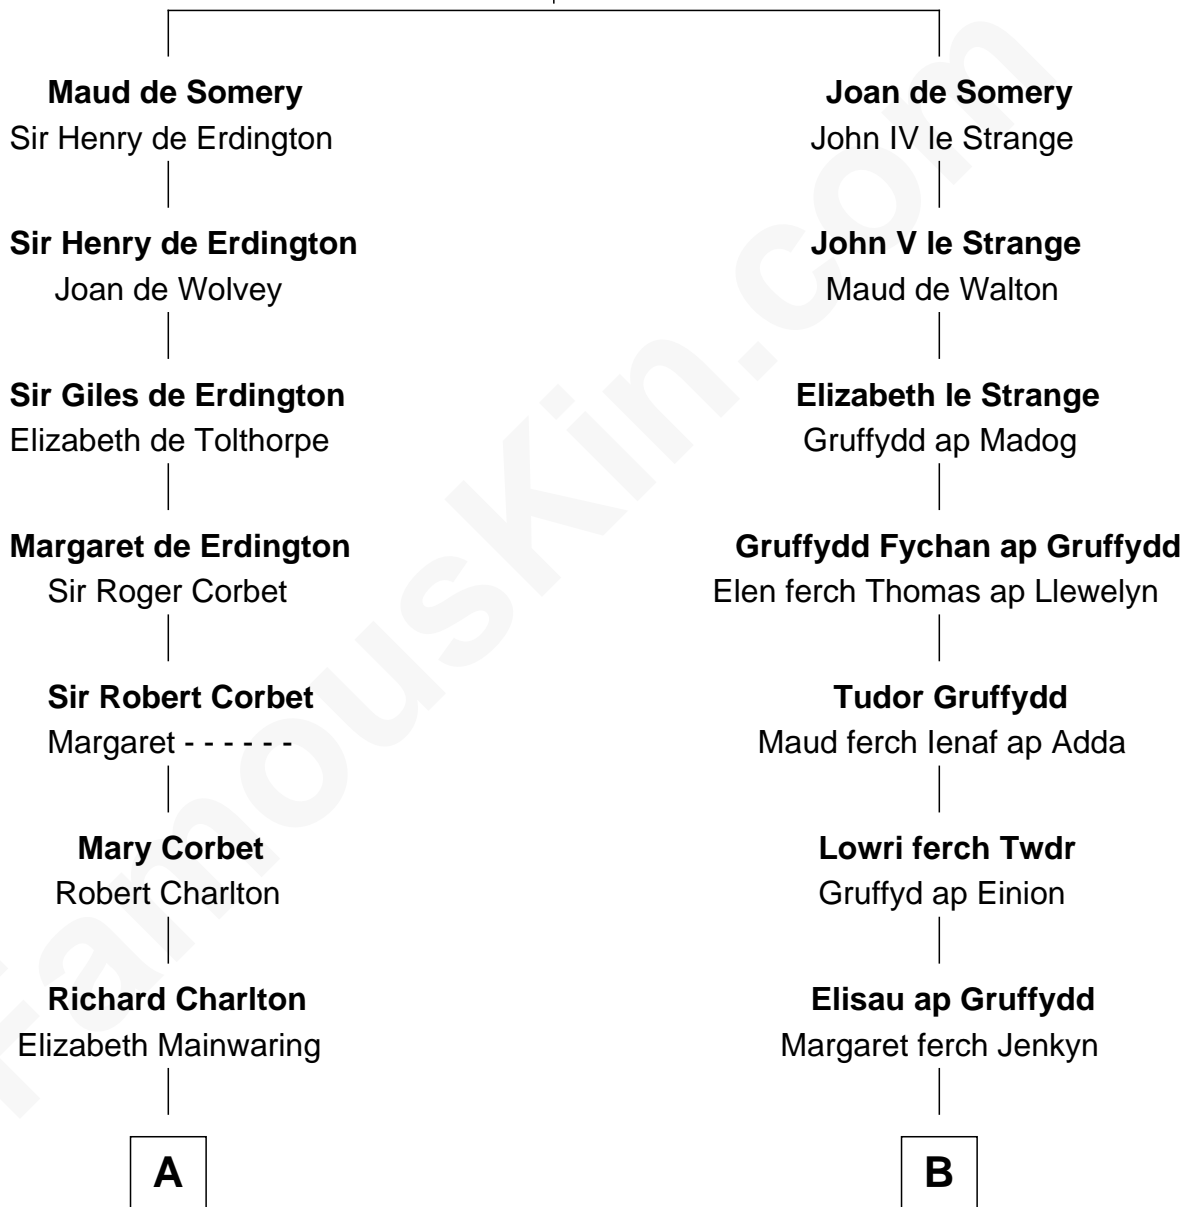 Maud de Somery
Sir Henry de Erdington
Sir Henry de Erdington
Joan de Wolvey
Sir Giles de Erdington
Elizabeth de Tolthorpe
Margaret de Erdington
Sir Roger Corbet
Sir Robert Corbet
Margaret - - - - - -
Mary Corbet
Robert Charlton
Richard Charlton
Elizabeth Mainwaring
A
Joan de Somery
John IV le Strange
John V le Strange
Maud de Walton
Elizabeth le Strange
Gruffydd ap Madog
Gruffydd Fychan ap Gruffydd
Elen ferch Thomas ap Llewelyn
Tudor Gruffydd
Maud ferch Ienaf ap Adda
Lowri ferch Twdr
Gruffyd ap Einion
Elisau ap Gruffydd
Margaret ferch Jenkyn
B
FamousKin.com